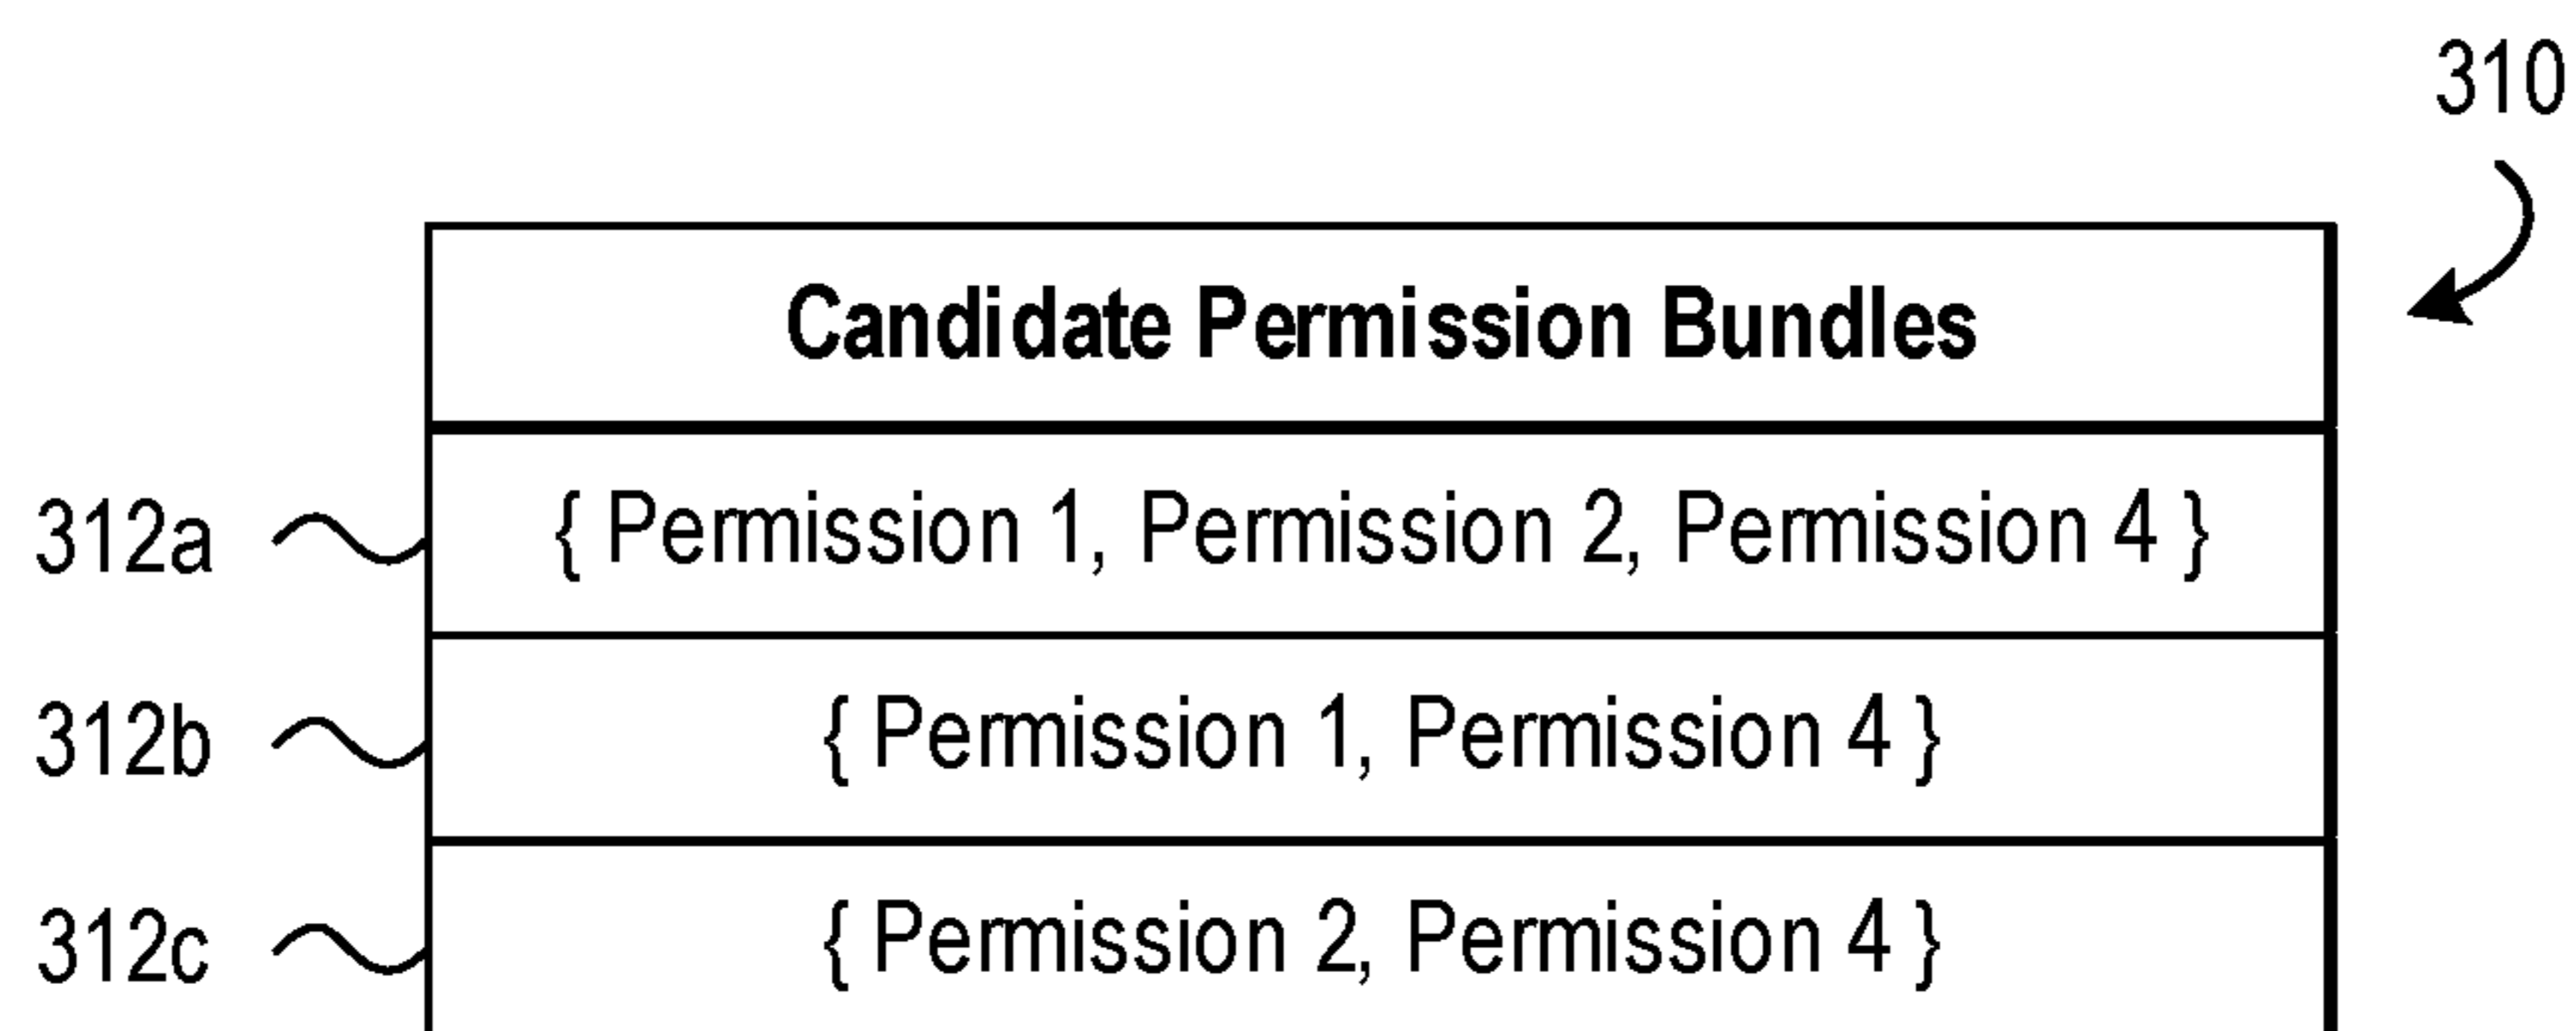 310
Candidate Permission Bundles
312a { Permission 1, Permission 2, Permission 4 }
312b { Permission 1, Permission 4 }
312c { Permission 2, Permission 4 }